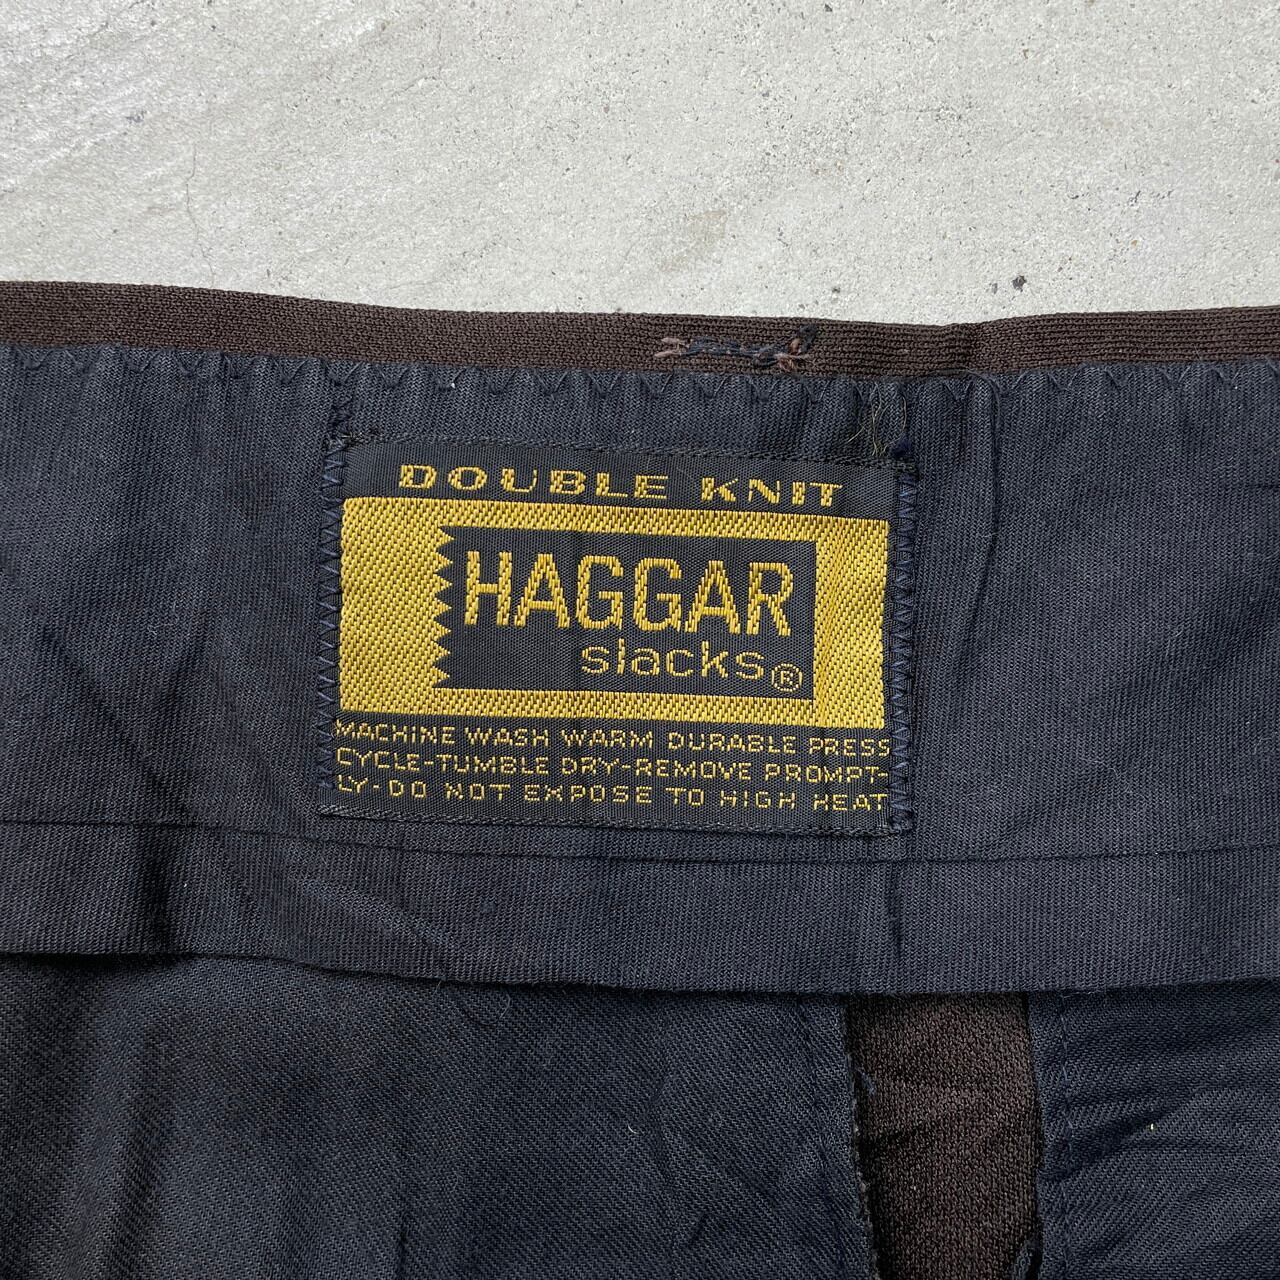 DOUBLE KNIT
HAGGAR
slacks®
MACHINE WASH WARM DURABLE PRESS
CYCLE-TUMBLE DRY-REMOVE PROMPT-
LY-DO NOT EXPOSE TO HIGH HEAT